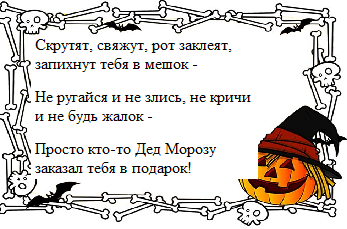 Скрутят, свяжут, рот заклеят,
запихнут тебя в мешок -
Не ругайся и не злись, не кричи
и не будь жалок -
Просто кто-то Дед Морозу
заказал тебя в подарок!